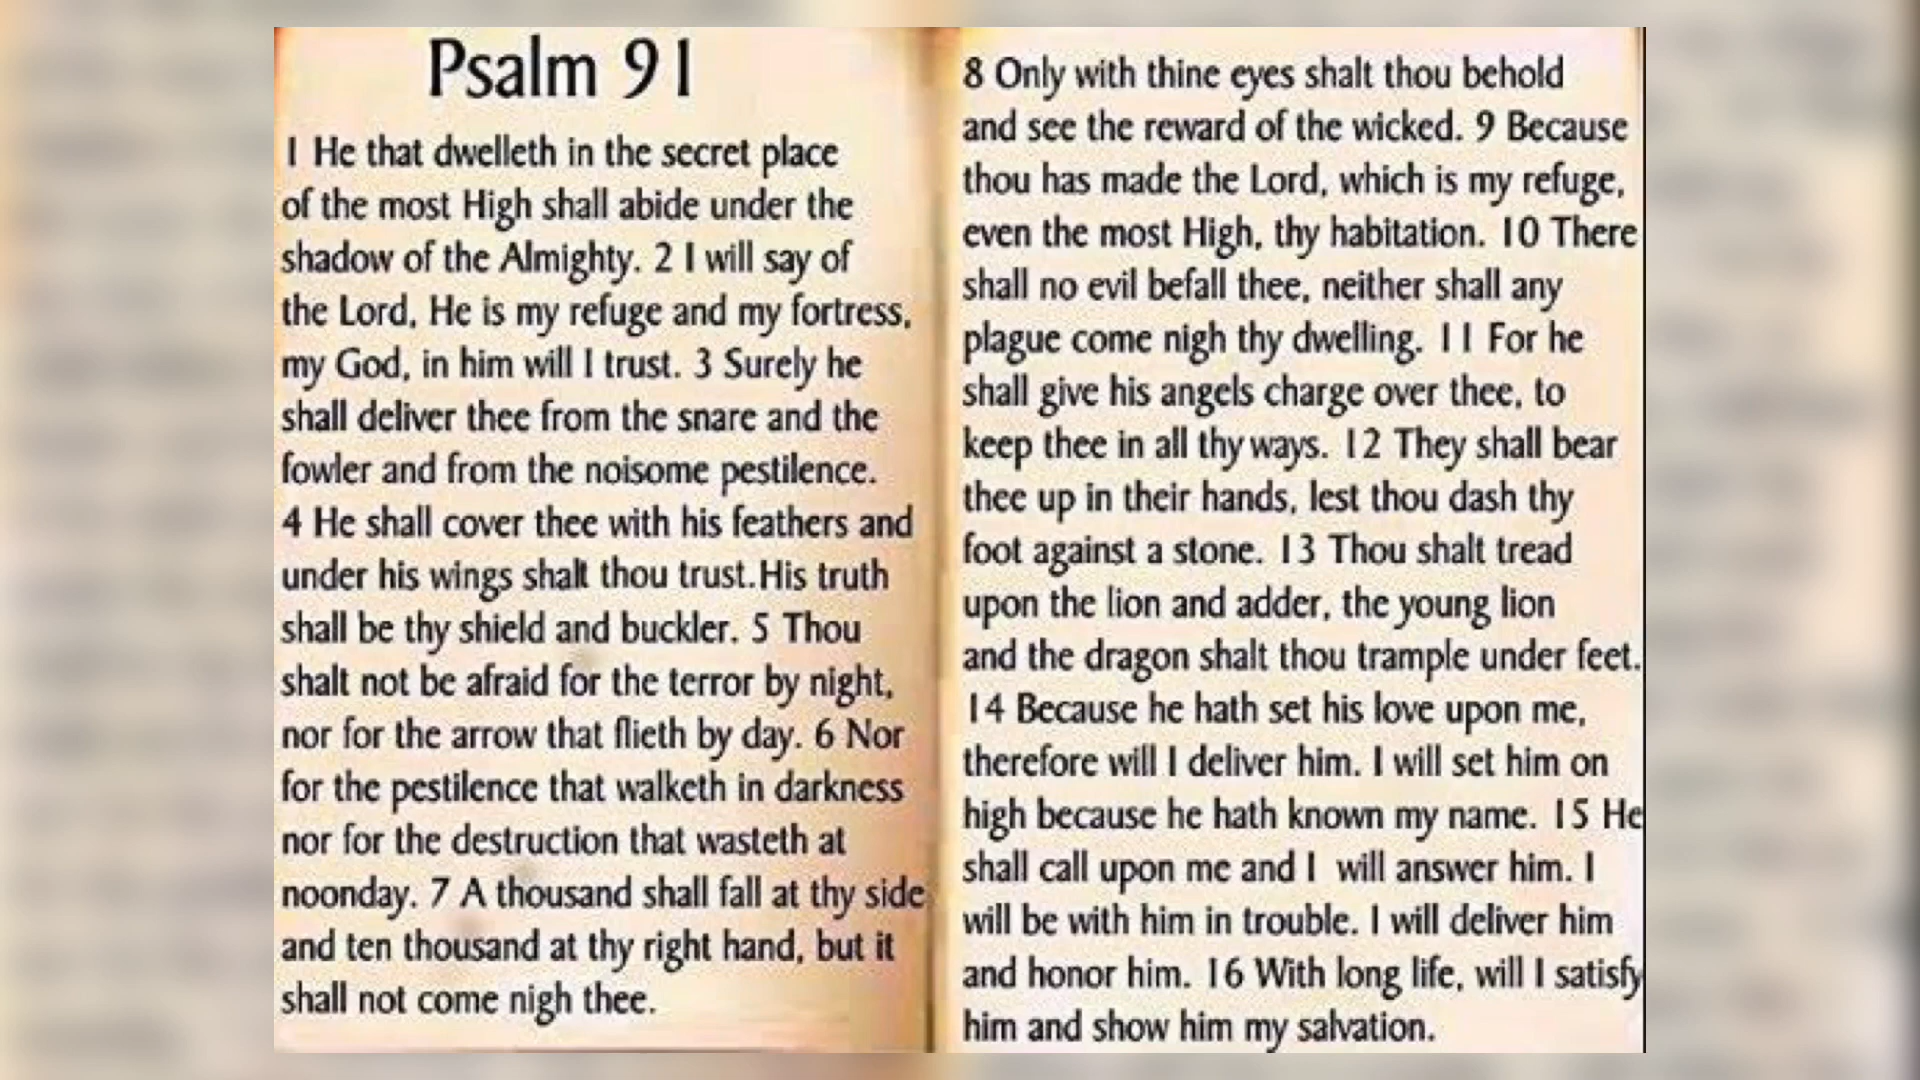 Psalm 91
1 He that dwelleth in the secret place
of the most High shall abide under the
shadow of the Almighty. 2 I will say of
the Lord, He is my refuge and my fortress,
my God, in him will I trust. 3 Surely he
shall deliver thee from the snare and the
fowler and from the noisome pestilence.
4 He shall cover thee with his feathers and
under his wings shalt thou trust.His truth
shall be thy shield and buckler. 5 Thou
shalt not be afraid for the terror by night,
nor for the arrow that flieth by day. 6 Nor
for the pestilence that walketh in darkness
nor for the destruction that wasteth at
noonday. 7 A thousand shall fall at thy side
and ten thousand at thy right hand, but it
shall not come nigh thee.
8 Only with thine eyes shalt thou behold
and see the reward of the wicked. 9 Because
thou has made the Lord, which is my refuge,
even the most High, thy habitation. 10 There
shall no evil befall thee, neither shall any
plague come nigh thy dwelling. 11 For he
shall give his angels charge over thee, to
keep thee in all thy ways. 12 They shall bear
thee up in their hands, lest thou dash thy
foot against a stone. 13 Thou shalt tread
upon the lion and adder, the young lion
and the dragon shalt thou trample under feet.
14 Because he hath set his love upon me,
therefore will I deliver him. I will set him on
high because he hath known my name. 15 He
shall call upon me and I will answer him. I
will be with him in trouble. I will deliver him
and honor him. 16 With long life, will I satisfy
him and show him my salvation.